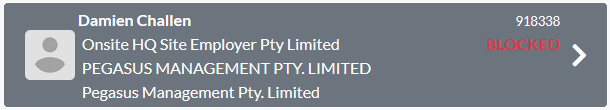 Damien Challen 918338
Onsite HQ Site Employer Pty Limited BLOCKED
PEGASUS MANAGEMENT PTY. LIMITED
Pegasus Management Pty. Limited